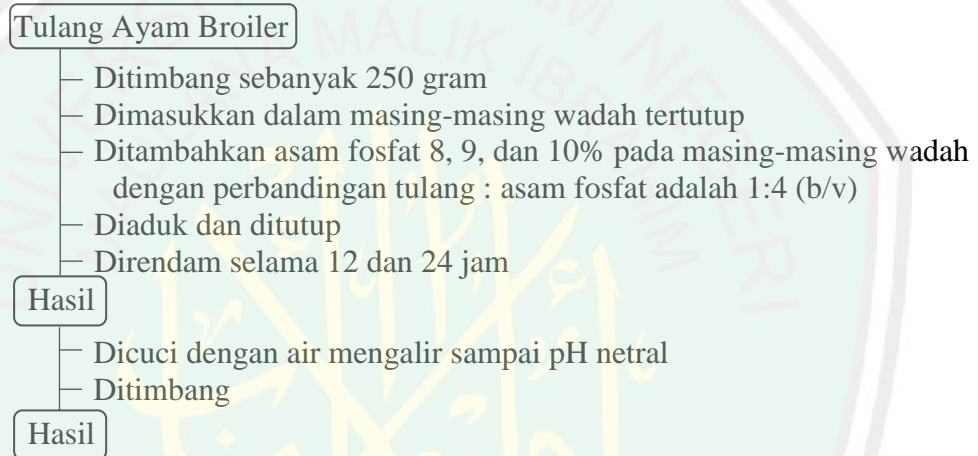 Tulang Ayam Broiler
Ditimbang sebanyak 250 gram
Dimasukkan dalam masing-masing wadah tertutup
Ditambahkan asam fosfat 8, 9, dan 10% pada masing-masing wadah
dengan perbandingan tulang : asam fosfat adalah 1:4 (b/v)
Diaduk dan ditutup
Direndam selama 12 dan 24 jam
Hasil
Dicuci dengan air mengalir sampai pH netral
Ditimbang
Hasil